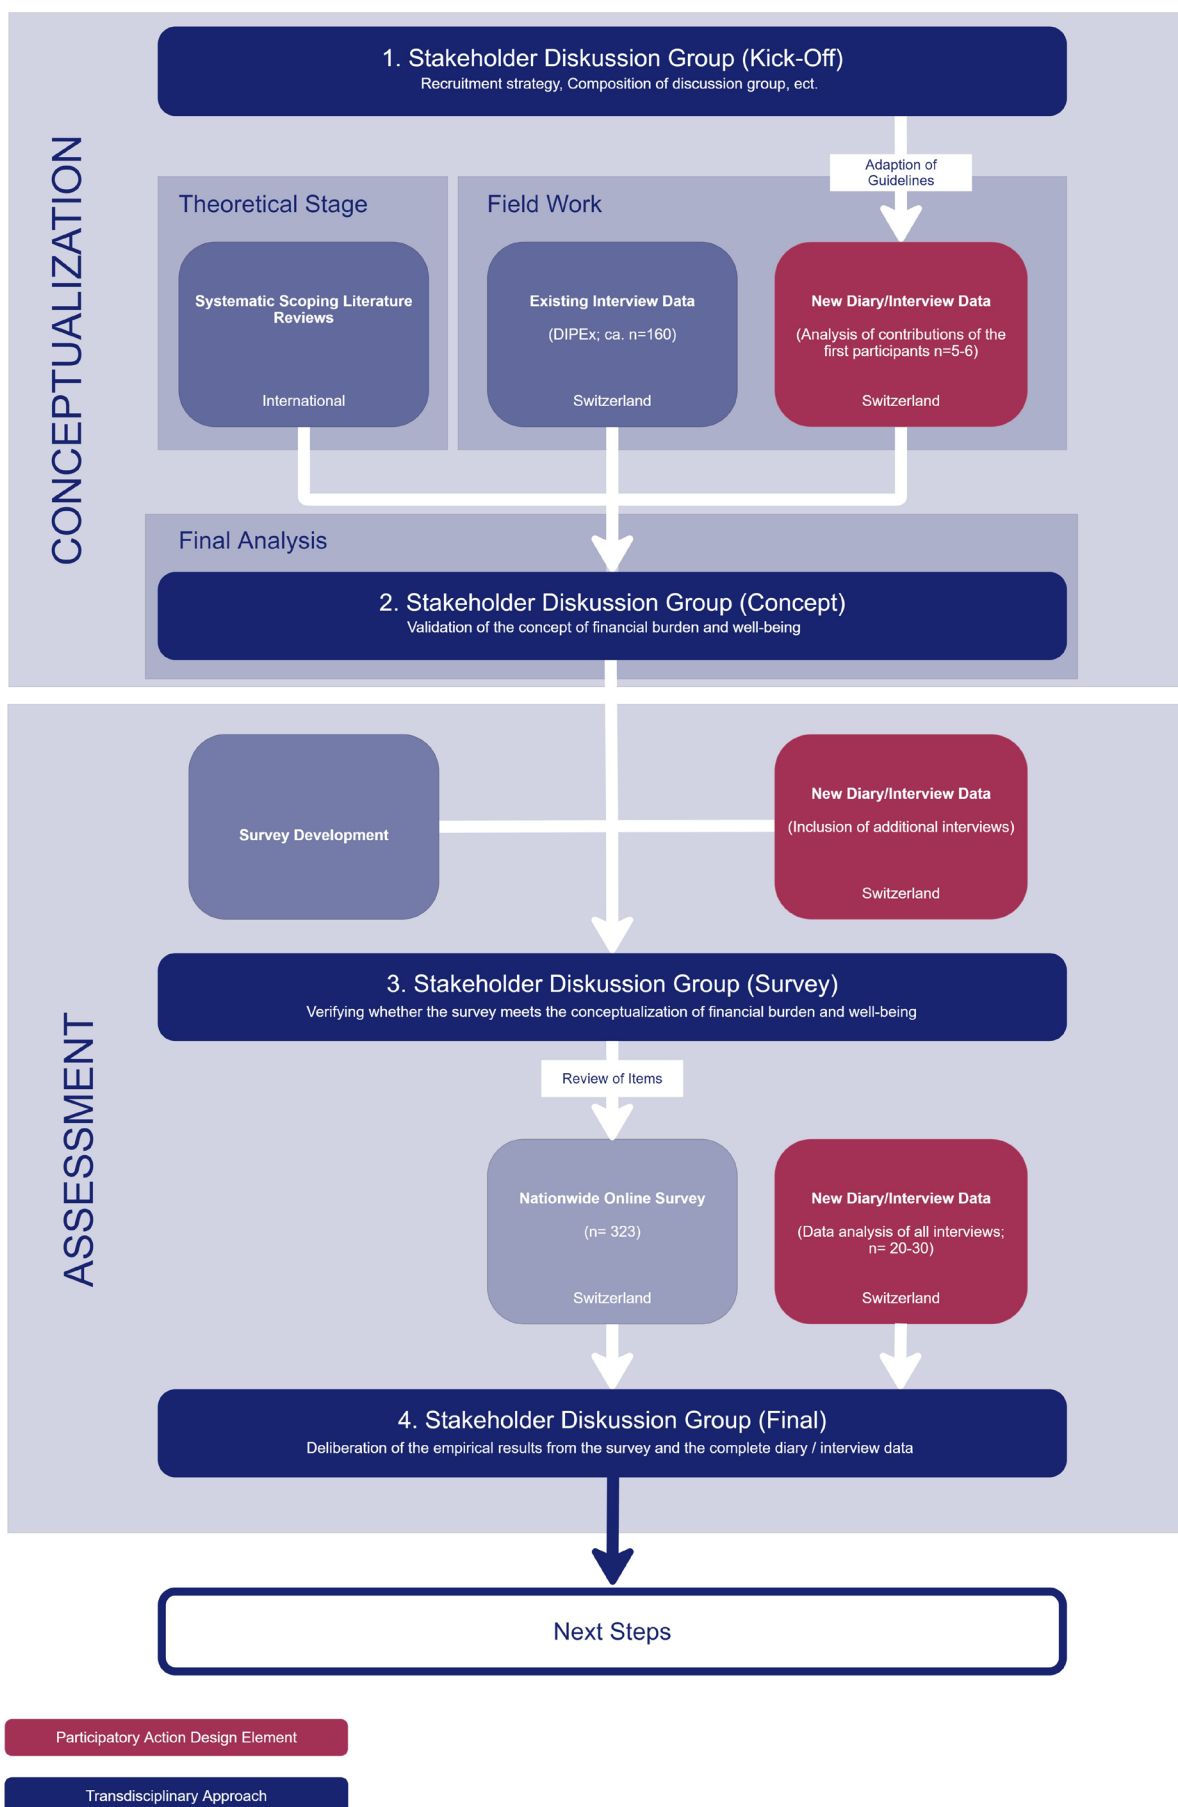 1. Stakeholder Diskussion Group (Kick-Off)
Recruitment strategy, Composition of discussion group, ect.
CONCEPTUALIZATION
Adaption of
Guidelines
Theoretical Stage
Field Work
Systematic Scoping Literature
Reviews
International
Existing Interview Data
(DIPEx; ca. n=160)
Switzerland
New Diary/Interview Data
(Analysis of contributions of the
first participants n=5-6)
Switzerland
Final Analysis
2. Stakeholder Diskussion Group (Concept)
Validation of the concept of financial burden and well-being
ASSESSMENT
Survey Development
New Diary/Interview Data
(Inclusion of additional interviews)
Switzerland
3. Stakeholder Diskussion Group (Survey)
Verifying whether the survey meets the conceptualization of financial burden and well-being
Review of Items
Nationwide Online Survey
(n= 323)
Switzerland
New Diary/Interview Data
(Data analysis of all interviews;
n= 20-30)
Switzerland
4. Stakeholder Diskussion Group (Final)
Deliberation of the empirical results from the survey and the complete diary / interview data
Next Steps
Participatory Action Design Element
Transdisciplinary Approach